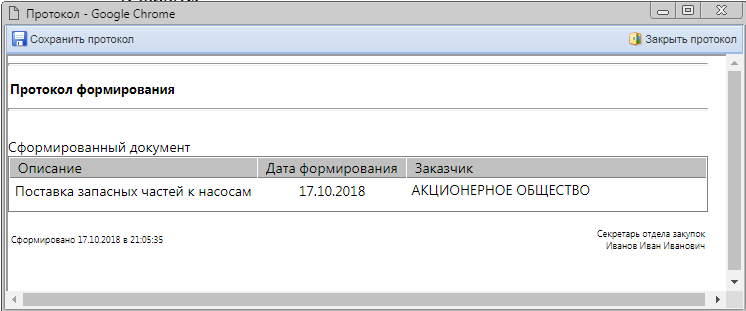 Протокол - Google Chrome
Сохранить протокол Закрыть протокол
Протокол формирования
Сформированный документ
Описание Дата формирования Заказчик
Поставка запасных частей к насосам 17.10.2018 АКЦИОНЕРНОЕ ОБЩЕСТВО
Сформировано 17.10.2018 в 21:05:35
Секретарь отдела закупок
Иванов Иван Иванович